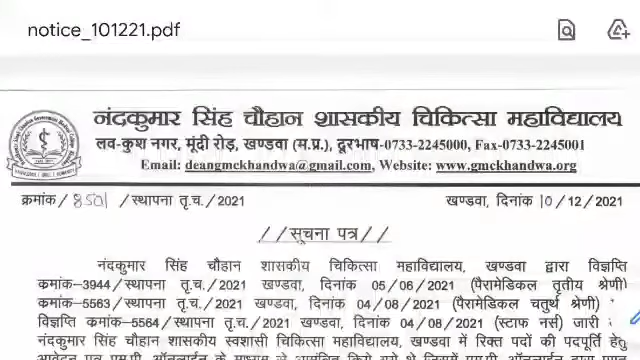 notice_101221.pdf
नंदकुमार सिंह चौहान शासकीय चिकित्सा महाविद्यालय
लव-कुश नगर, मूंदी रोड़, खण्डवा (म.प्र.), दूरभाष-0733-2245000, Fax-0733-2245001
Email: deangmckhandwa@gmail.com, Website: www.gmckhandwa.org
क्रमांक/8501/स्थापना तृ.च./2021 खण्डवा, दिनांक 10/12/2021
//सूचना पत्र//
नंदकुमार सिंह चौहान शासकीय चिकित्सा महाविद्यालय, खण्डवा द्वारा विज्ञप्ति
कमांक-3944/स्थापना तृ.च./2021 खण्डवा, दिनांक 05/06/2021 (पैरामेडिकल तृतीय श्रेणी)
कमांक-5563/स्थापना तृ.च./2021 खण्डवा, दिनांक 04/08/2021 (पैरामेडिकल चतुर्थ श्रेणी)
विज्ञप्ति कमांक-5564/स्थापना तृ.च./2021 खण्डवा, दिनांक 04/08/2021 (स्टाफ नर्स) जारी
नंदकुमार सिंह चौहान शासकीय स्वशासी चिकित्सा महाविद्यालय, खण्डवा में रिक्त पदों की पदपूर्ति हेतु